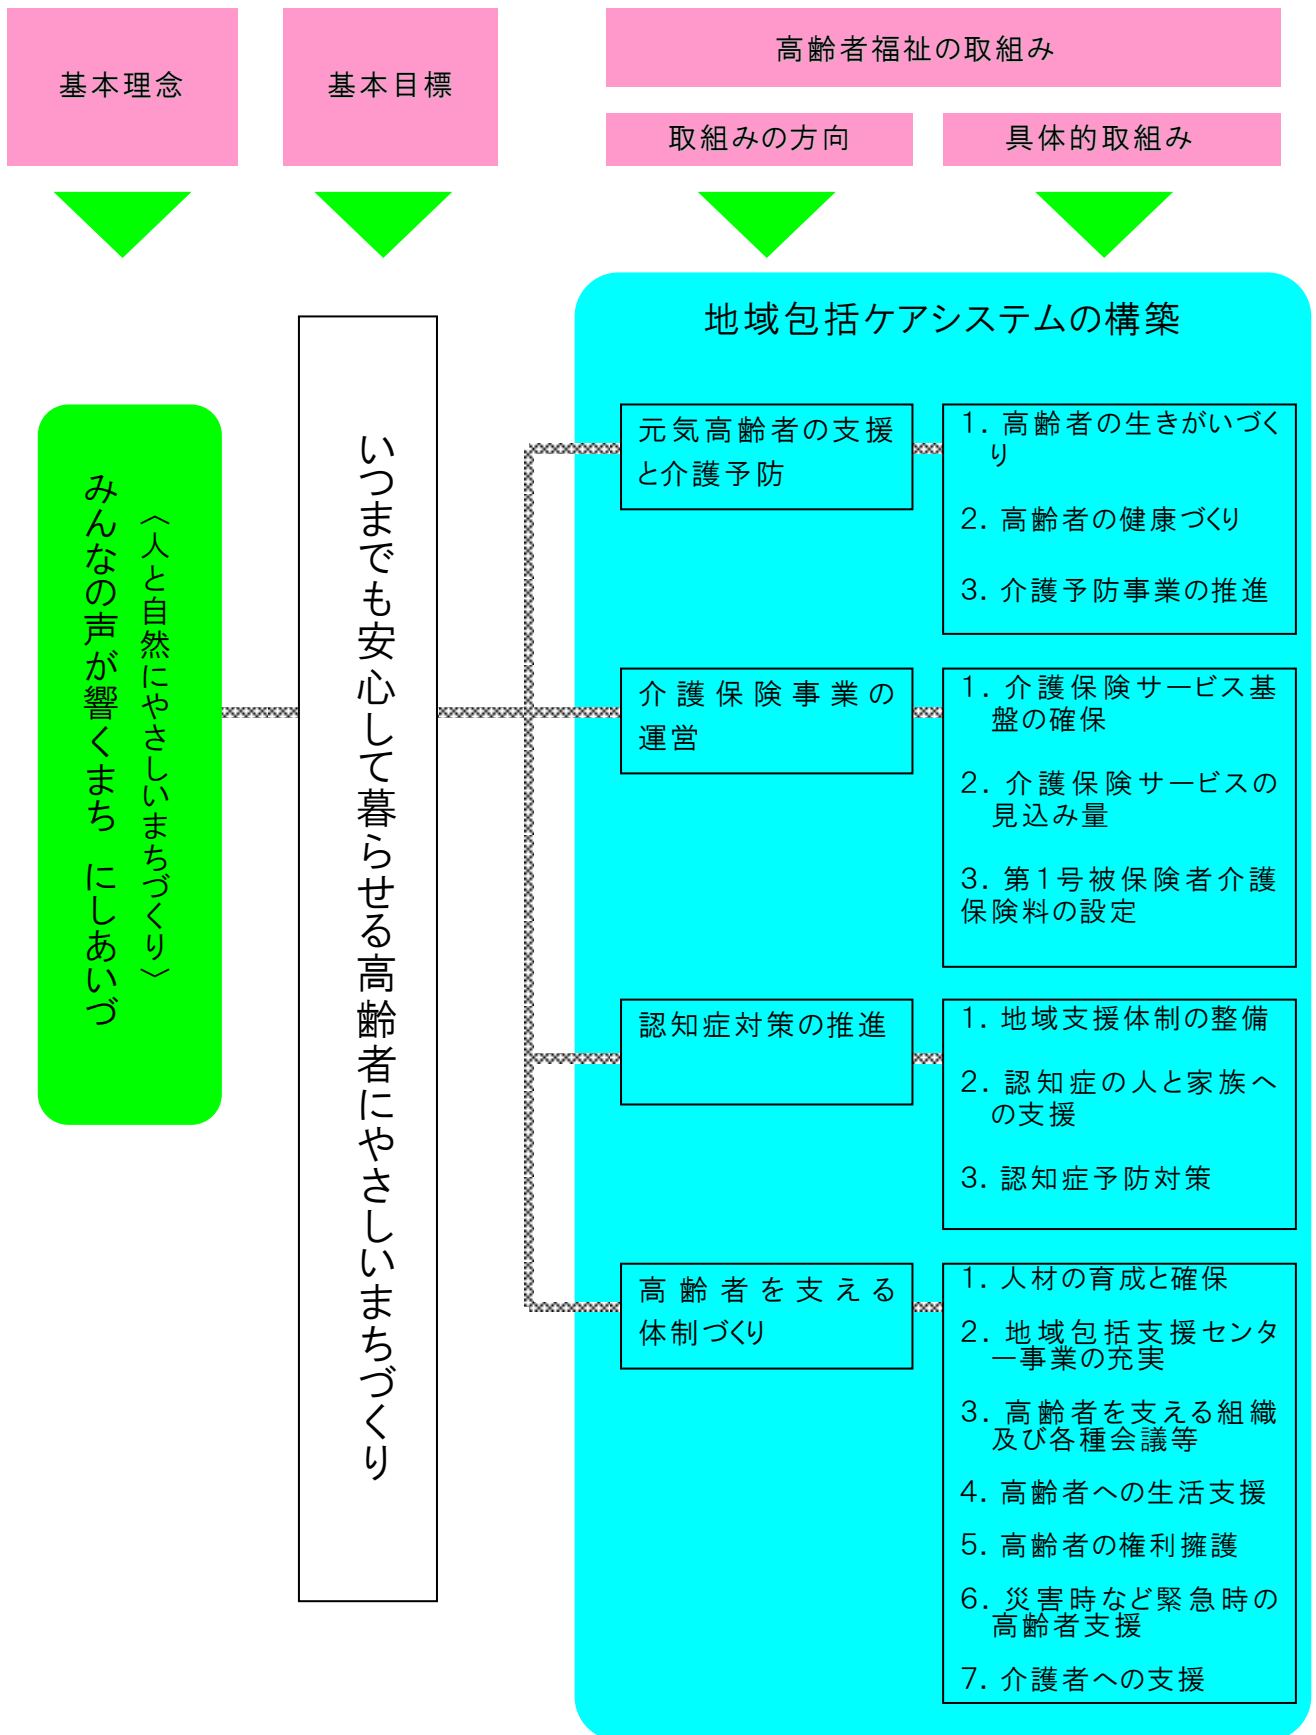 基本理念
基本目標
高齢者福祉の取組み
取組みの方向
具体的取組み
〈人と自然にやさしいまちづくり〉
みんなの声が響くまち にしあいづ
いつまでも安心して暮らせる高齢者にやさしいまちづくり
地域包括ケアシステムの構築
元気高齢者の支援
と介護予防
1. 高齢者の生きがいづく
り
2. 高齢者の健康づくり
3. 介護予防事業の推進
介護保険事業の
運営
1. 介護保険サービス基
盤の確保
2. 介護保険サービスの
見込み量
3. 第1号被保険者介護
保険料の設定
認知症対策の推進
1. 地域支援体制の整備
2. 認知症の人と家族へ
の支援
3. 認知症予防対策
高齢者を支える
体制づくり
1. 人材の育成と確保
2. 地域包括支援センタ
ー事業の充実
3. 高齢者を支える組織
及び各種会議等
4. 高齢者への生活支援
5. 高齢者の権利擁護
6. 災害時など緊急時の
高齢者支援
7. 介護者への支援